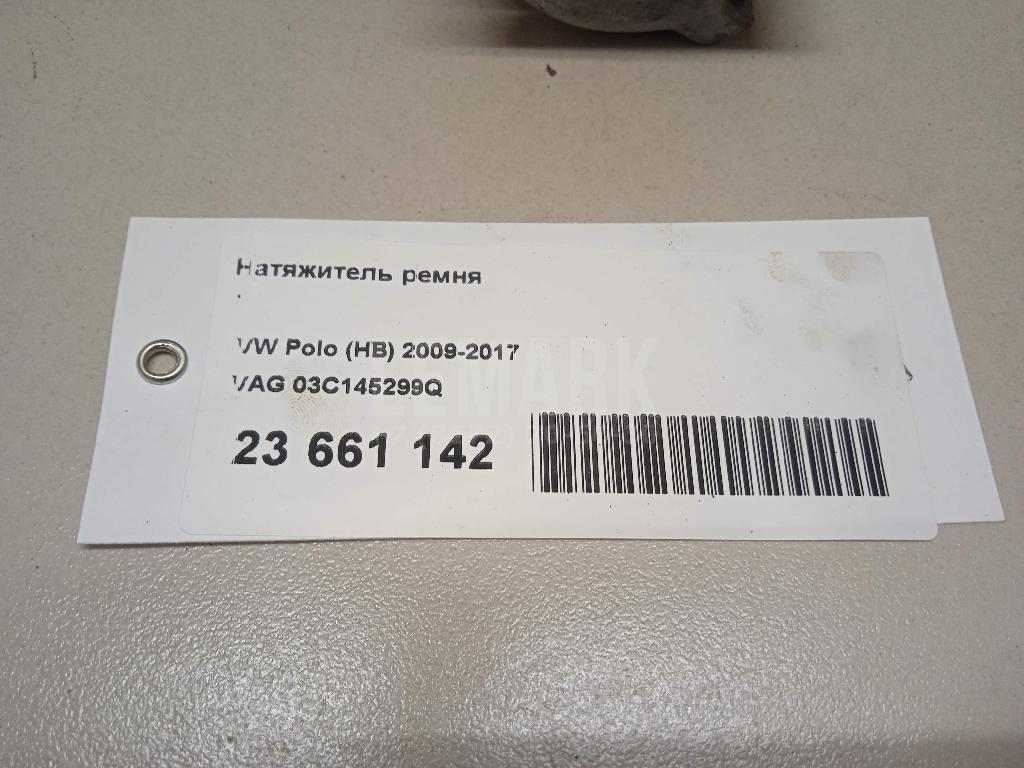 Натяжитель ремня
VW Polo (HB) 2009-2017
VAG 03C145299Q
23 661 142